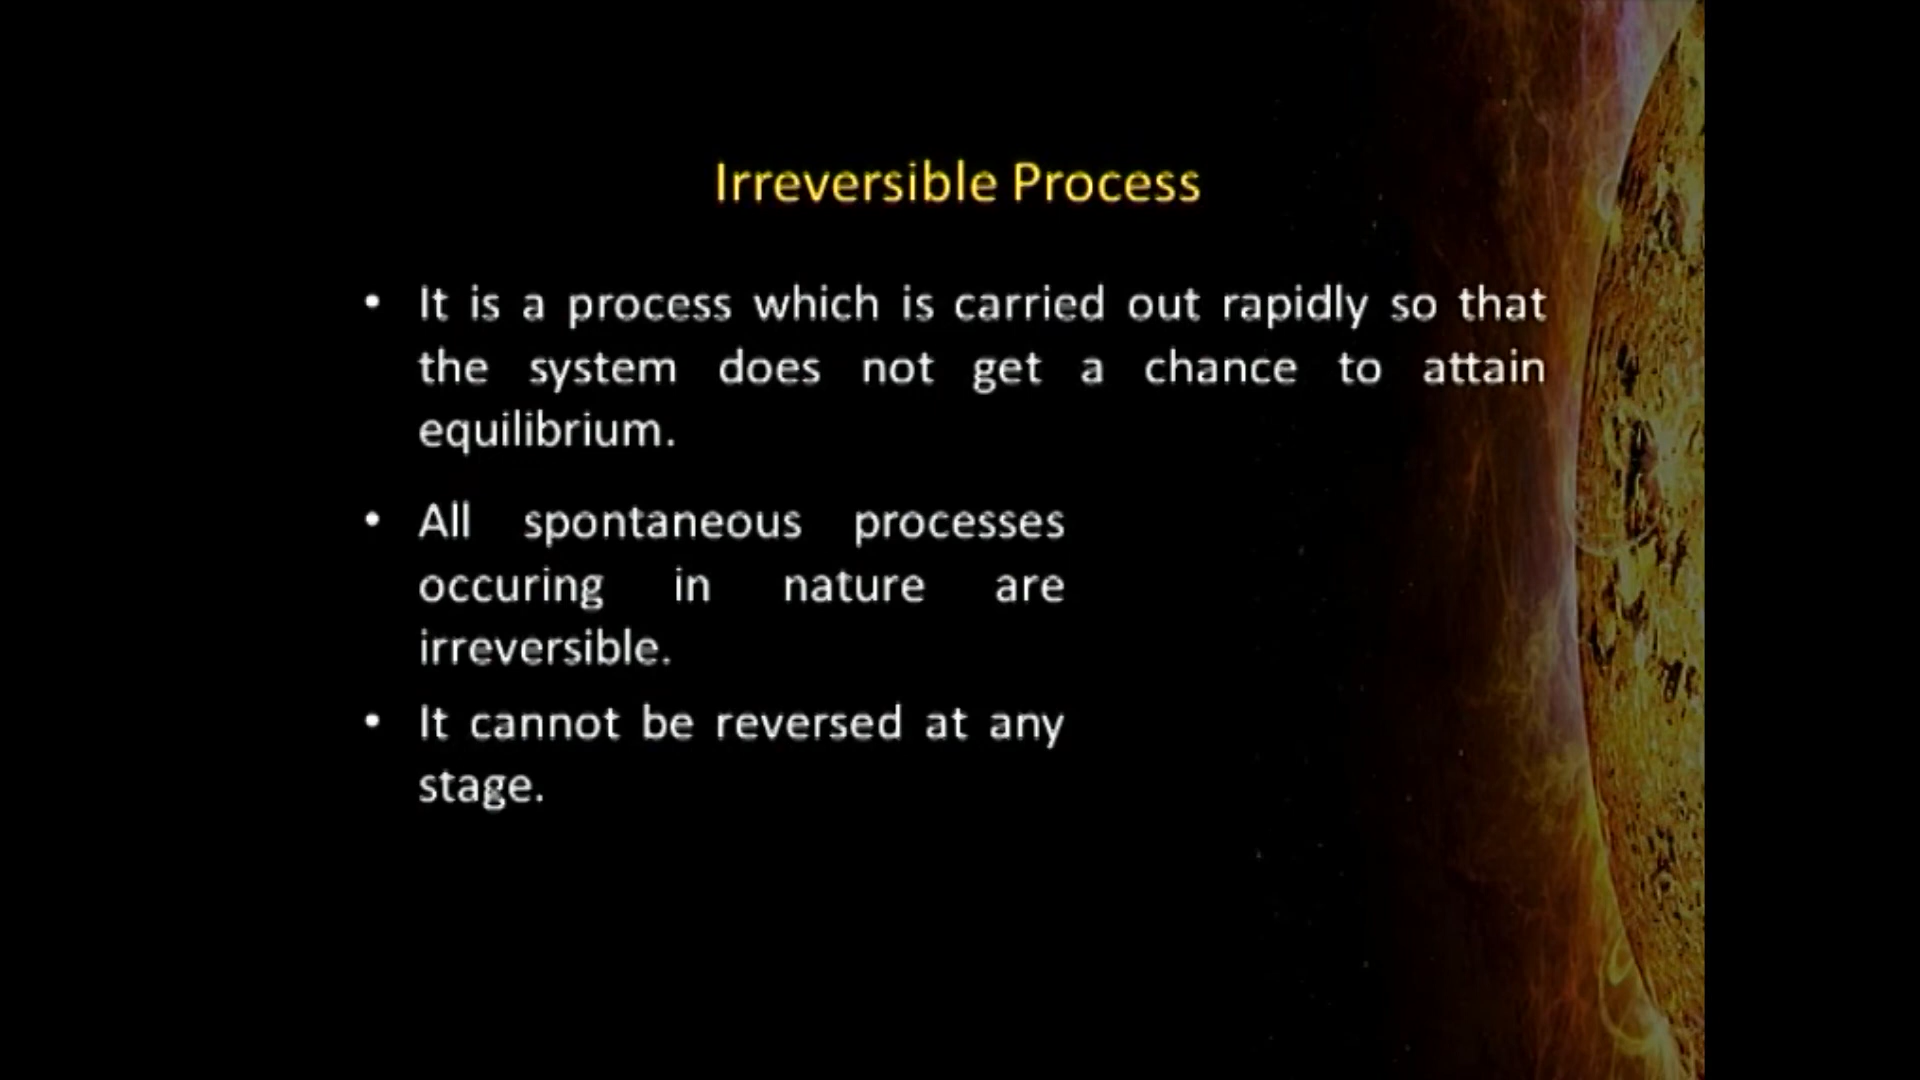 Irreversible Process
• It is a process which is carried out rapidly so that
the system does not get a chance to attain
equilibrium.
• All spontaneous processes
occuring in nature are
irreversible.
• It cannot be reversed at any
stage.